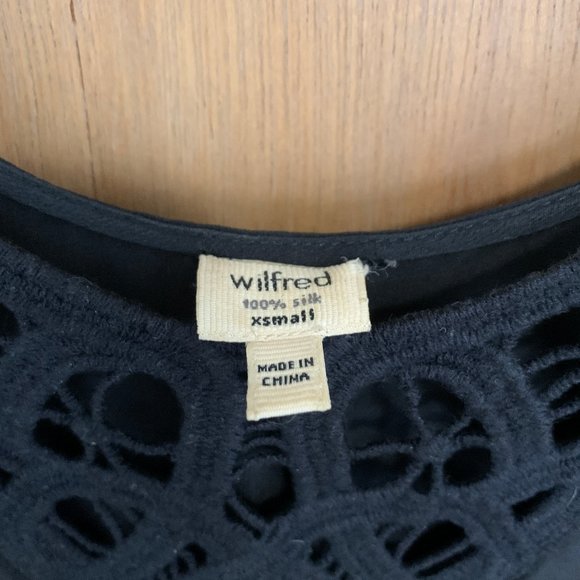 Wilfred
100% silk
xsmall
MADE IN
CHINA